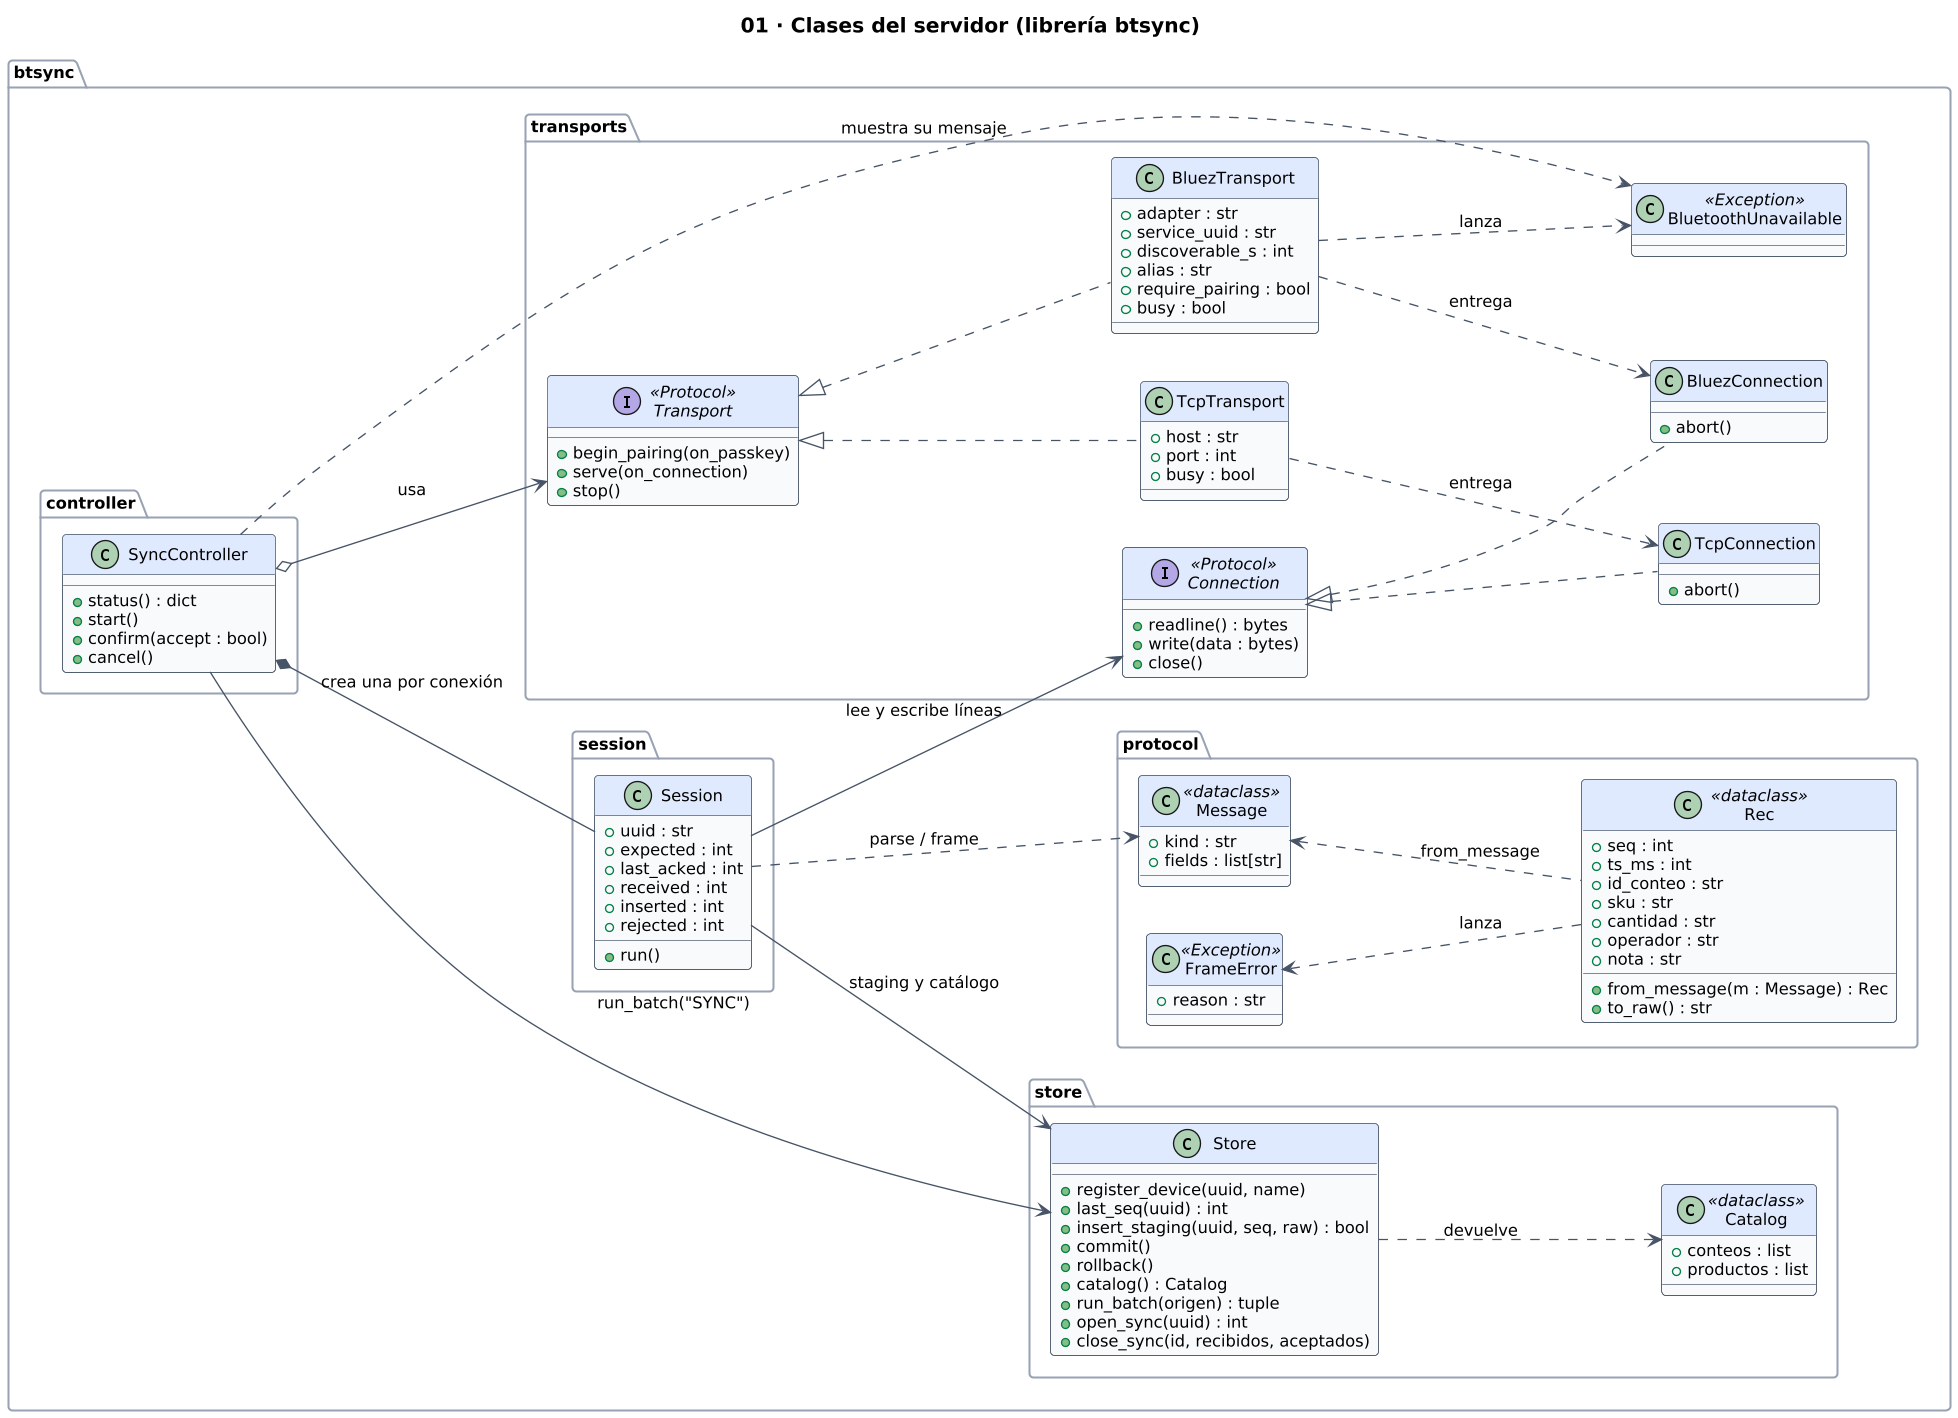 01 · Clases del servidor (librería btsync)
btsync
transports
muestra su mensaje
C BluezTransport
adapter : str
service_uuid : str
discoverable_s : int
alias : str
require_pairing : bool
busy : bool
lanza
C «Exception»
BluetoothUnavailable
entrega
C BluezConnection
abort()
I «Protocol»
Transport
begin_pairing(on_passkey)
serve(on_connection)
stop()
C TcpTransport
host : str
port : int
busy : bool
entrega
C TcpConnection
abort()
I «Protocol»
Connection
readline() : bytes
write(data : bytes)
close()
usa
controller
C SyncController
status() : dict
start()
confirm(accept : bool)
cancel()
crea una por conexión
lee y escribe líneas
session
C Session
uuid : str
expected : int
last_acked : int
received : int
inserted : int
rejected : int
run()
run_batch("SYNC")
parse / frame
staging y catálogo
protocol
C «dataclass»
Message
kind : str
fields : list[str]
from_message
C «dataclass»
Rec
seq : int
ts_ms : int
id_conteo : str
sku : str
cantidad : str
operador : str
nota : str
from_message(m : Message) : Rec
to_raw() : str
lanza
C «Exception»
FrameError
reason : str
store
C Store
register_device(uuid, name)
last_seq(uuid) : int
insert_staging(uuid, seq, raw) : bool
commit()
rollback()
catalog() : Catalog
run_batch(origen) : tuple
open_sync(uuid) : int
close_sync(id, recibidos, aceptados)
devuelve
C «dataclass»
Catalog
conteos : list
productos : list